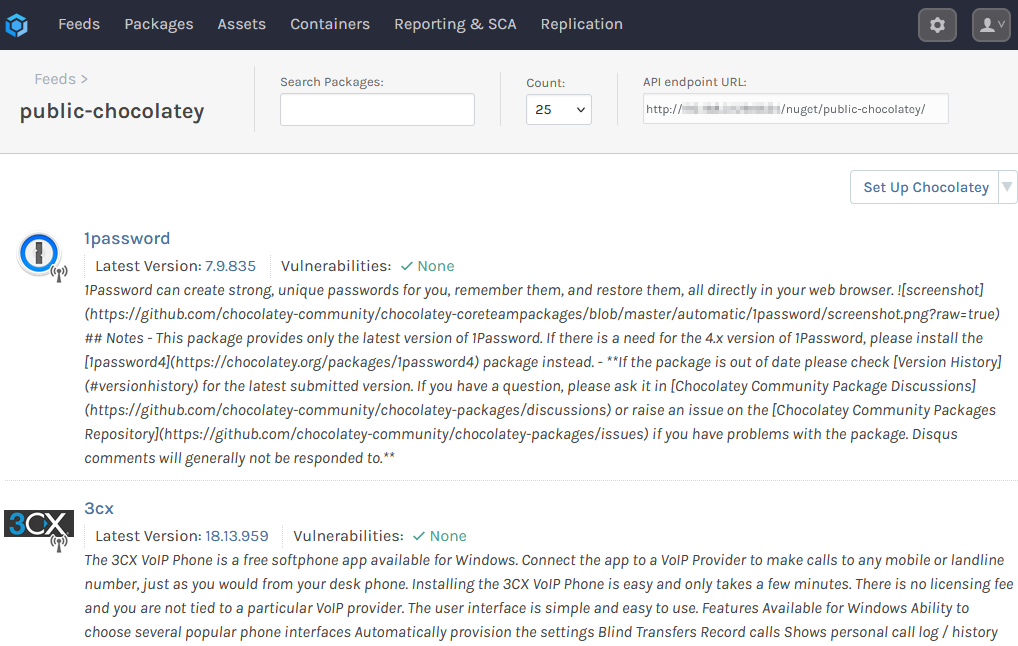 Feeds Packages Assets Containers Reporting & SCA Replication
Feeds >
public-chocolatey
Search Packages:
Count:
25
API endpoint URL:
http:// /nuget/public-chocolatey/
Set Up Chocolatey
1password
Latest Version: 7.9.835 Vulnerabilities: ✓ None
1Password can create strong, unique passwords for you, remember them, and restore them, all directly in your web browser. ![screenshot]
(https://github.com/chocolatey-community/chocolatey-coreteampackages/blob/master/automatic/1password/screenshot.png?raw=true)
## Notes - This package provides only the latest version of 1Password. If there is a need for the 4.x version of 1Password, please install the
[1password4](https://chocolatey.org/packages/1password4) package instead. - **If the package is out of date please check [Version History]
(#versionhistory) for the latest submitted version. If you have a question, please ask it in [Chocolatey Community Package Discussions]
(https://github.com/chocolatey-community/chocolatey-packages/discussions) or raise an issue on the [Chocolatey Community Packages
Repository](https://github.com/chocolatey-community/chocolatey-packages/issues) if you have problems with the package. Disqus
comments will generally not be responded to.**
3CX
3cx
Latest Version: 18.13.959 Vulnerabilities: ✓ None
The 3CX VoIP Phone is a free softphone app available for Windows. Connect the app to a VoIP Provider to make calls to any mobile or landline
number, just as you would from your desk phone. Installing the 3CX VoIP Phone is easy and only takes a few minutes. There is no licensing fee
and you are not tied to a particular VoIP provider. The user interface is simple and easy to use. Features Available for Windows Ability to
choose several popular phone interfaces Automatically provision the settings Blind Transfers Record calls Shows personal call log / history